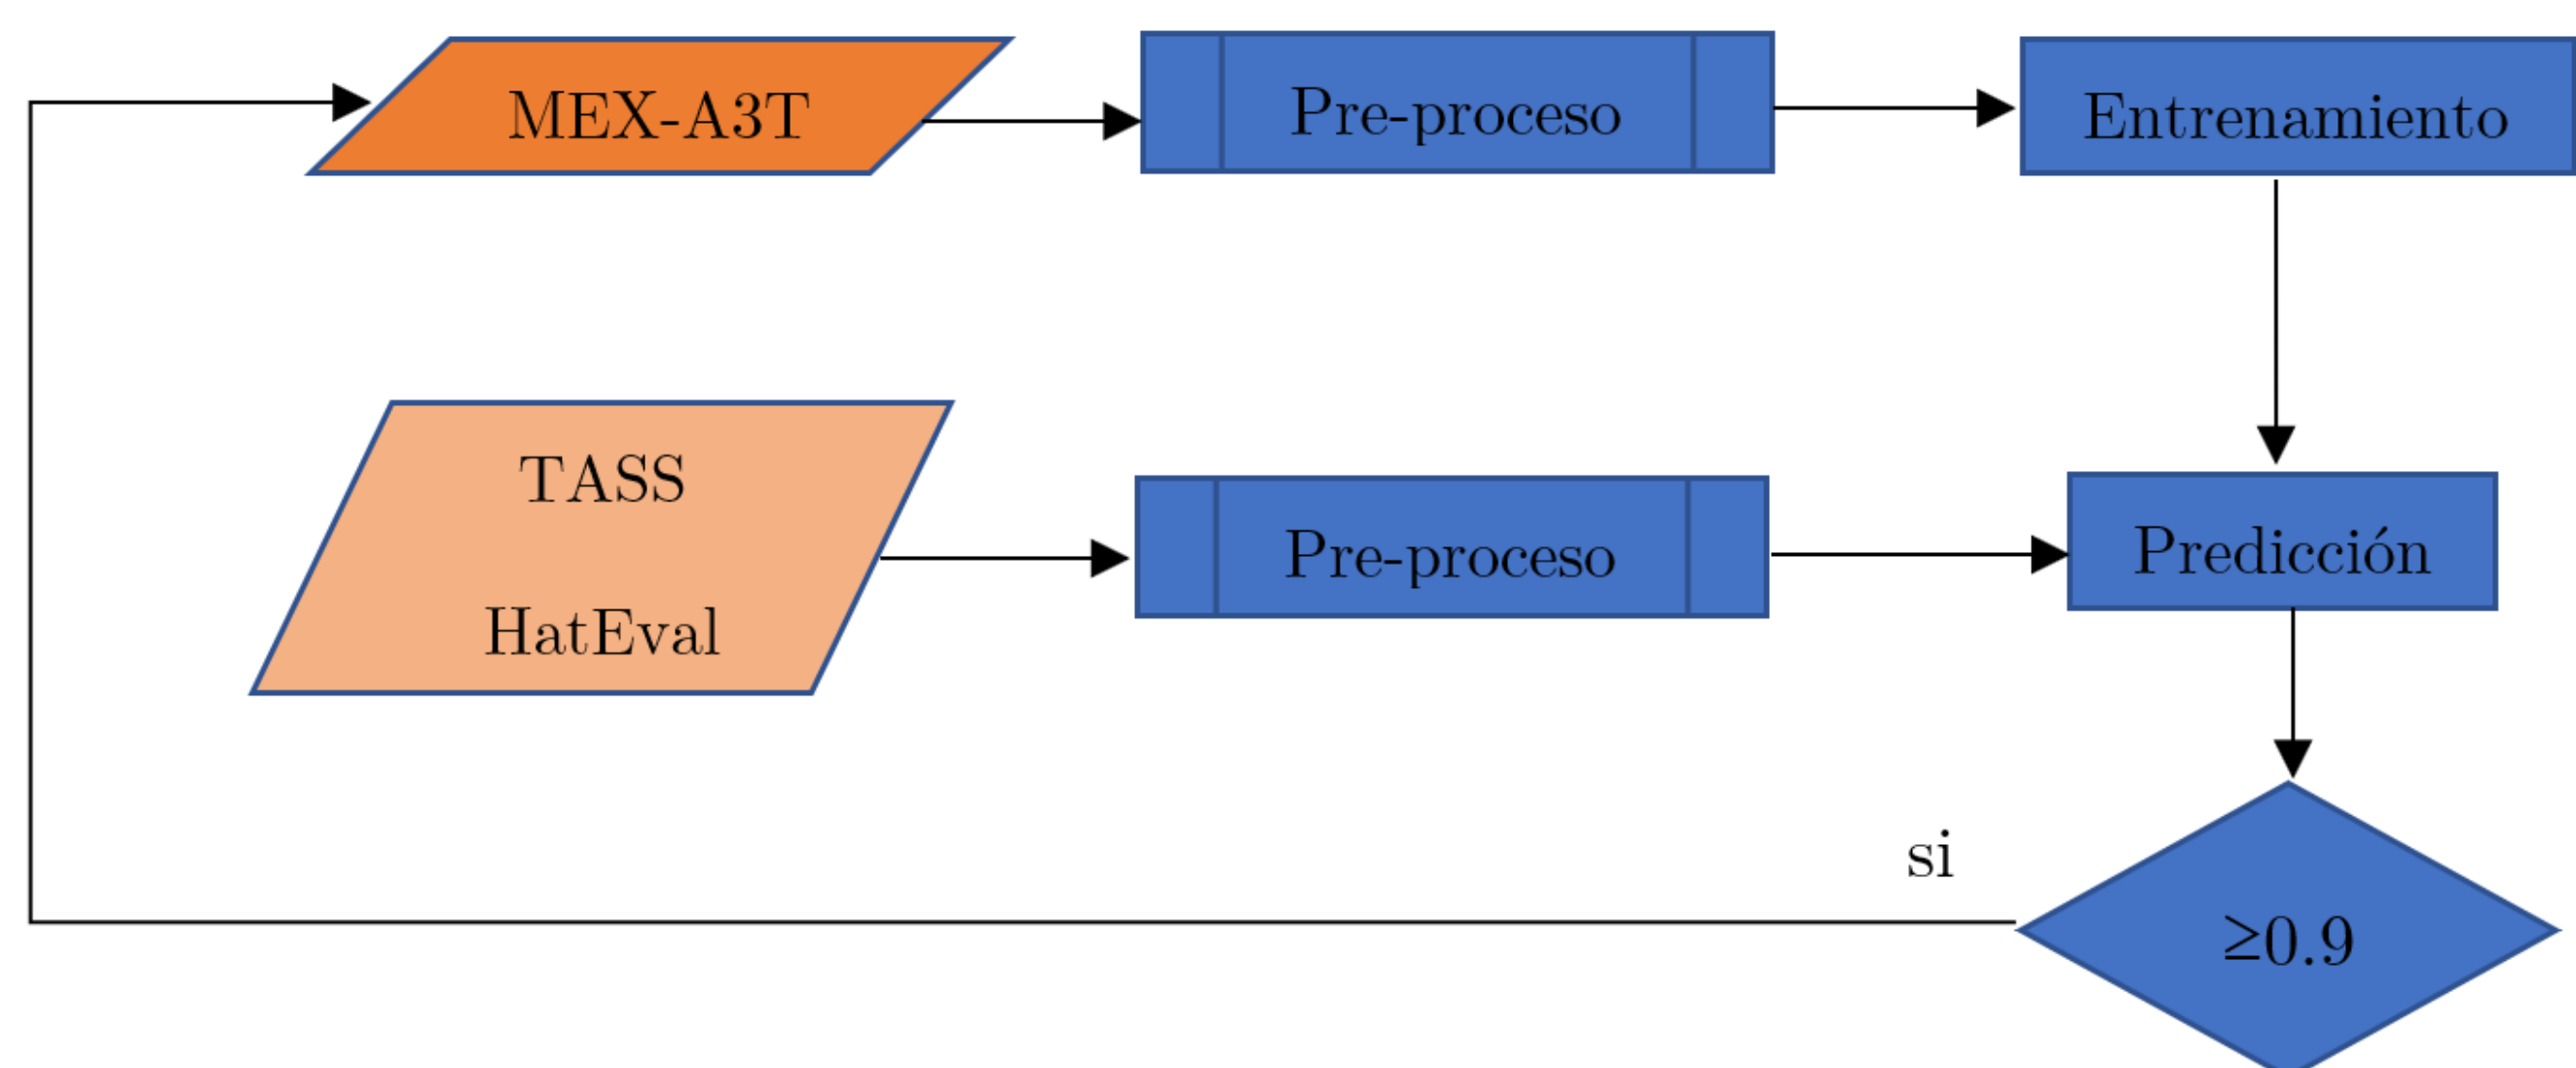 MEX-A3T
Pre-proceso
Entrenamiento
TASS
HatEval
Pre-proceso
Predicción
si
≥0.9